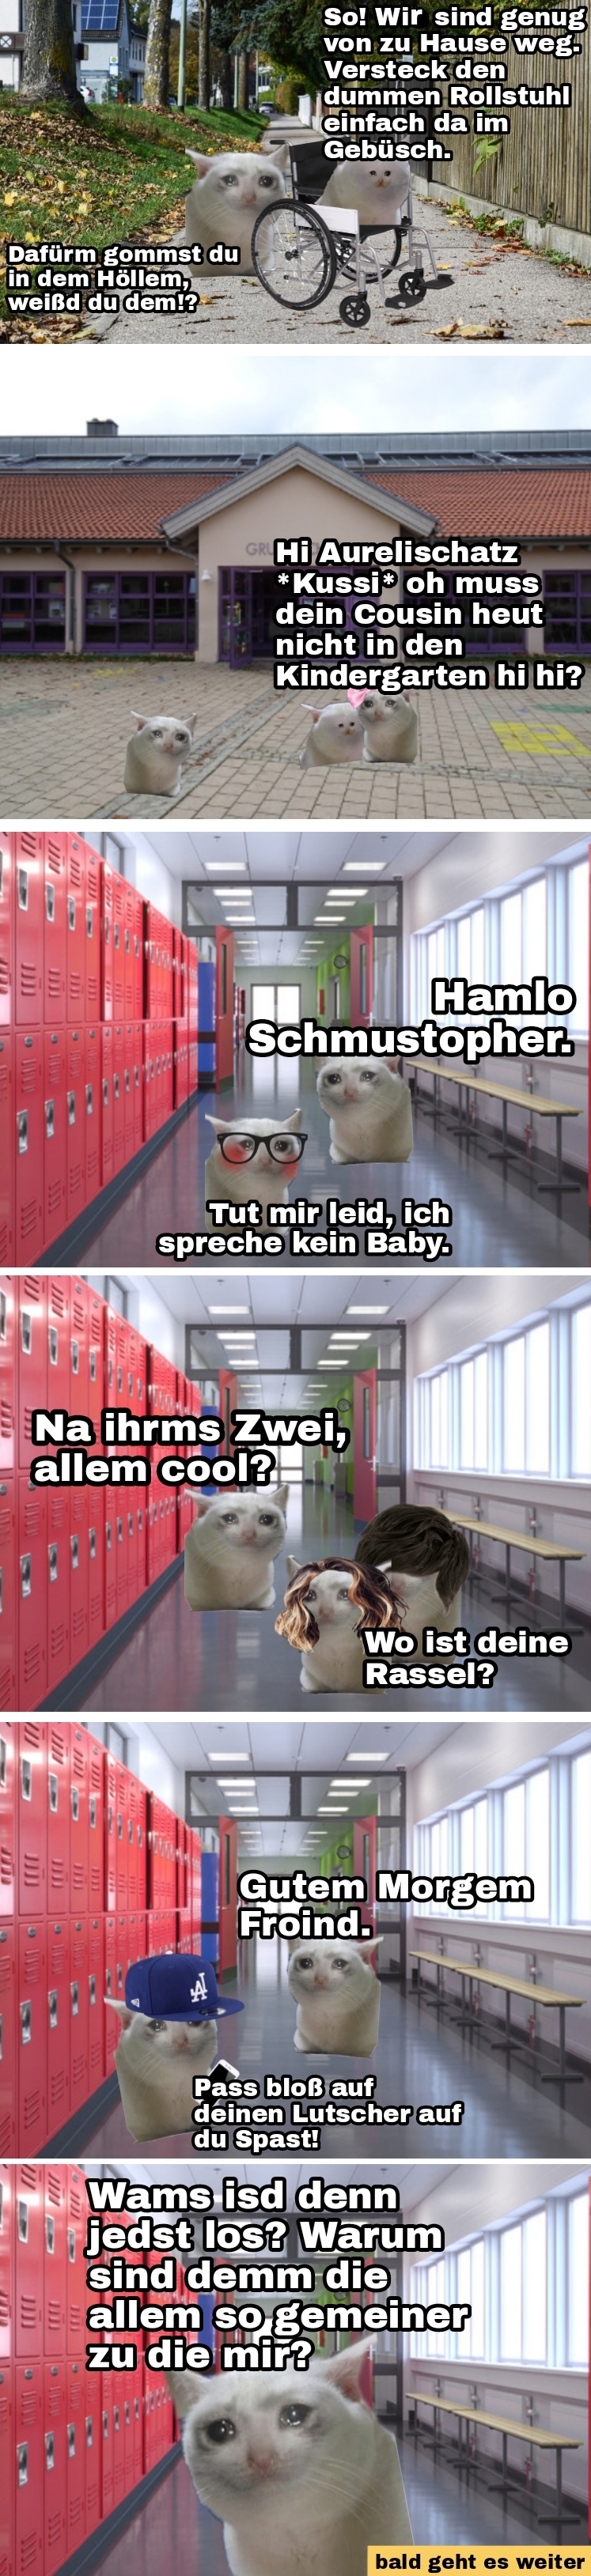 So! Wir sind genug
von zu Hause weg.
Versteck den
dummen Rollstuhl
einfach da im
Gebüsch.
Dafürm gommst du
in dem Höllem,
weißd du dem!?
GRU
Hi Aurelischatz
*Kussi* oh muss
dein Cousin heut
nicht in den
Kindergarten hi hi?
Hamlo
Schmustopher.
Tut mir leid, ich
spreche kein Baby.
Na ihrms Zwei,
allem cool?
Wo ist deine
Rassel?
Gutem Morgem
Froind.
LA
Pass bloß auf
deinen Lutscher auf
du Spast!
Wams isd denn
jedst los? Warum
sind demm die
allem so gemeiner
zu die mir?
bald geht es weiter